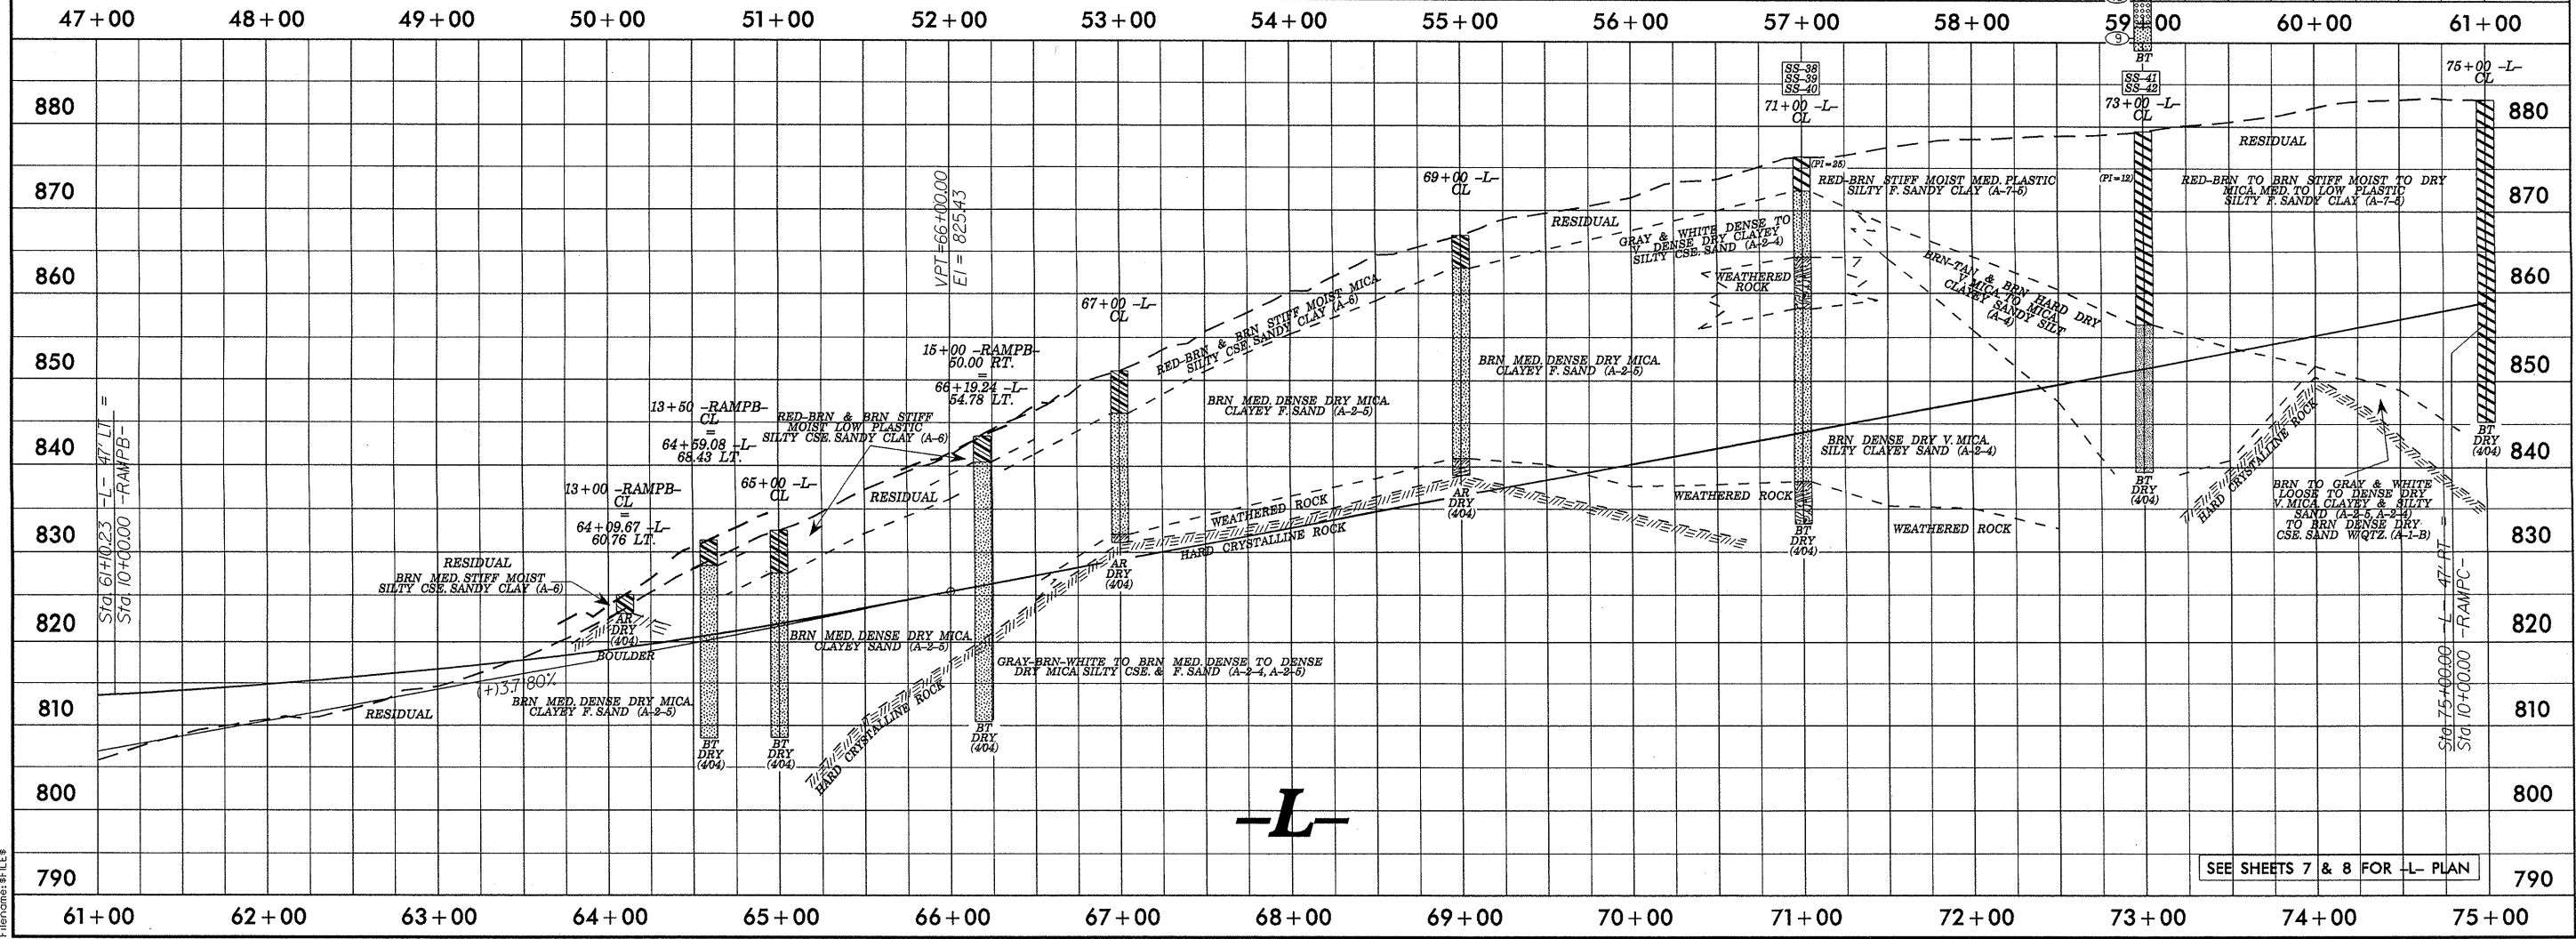 47+00 48+00 49+00 50+00 51+00 52+00 53+00 54+00 55+00 56+00 57+00 58+00 59+00 60+00 61+00
9
BT
SS-38
SS-39
SS-40
71+00 -L-
CL
SS-41
SS-42
73+00 -L-
CL
75+00 -L-
CL
880 880
RESIDUAL
(PI=25)
RED-BRN STIFF MOIST MED. PLASTIC
SILTY F. SANDY CLAY (A-7-5)
(PI=12)
RED-BRN TO BRN STIFF MOIST TO DRY
MICA. MED. TO LOW PLASTIC
SILTY F. SANDY CLAY (A-7-5)
870 870
VPT=66+00.00
El = 825.43
69+00 -L-
CL
RESIDUAL
GRAY & WHITE DENSE TO
V. DENSE DRY CLAYEY
SILTY CSE. SAND (A-2-4)
860 860
WEATHERED
ROCK
BRN-TAN & BRN HARD DRY
V. MICA. TO MICA.
CLAYEY SANDY SILT
(A-4)
67+00 -L-
CL
RED-BRN & BRN STIFF MOIST MICA.
SILTY CSE. SANDY CLAY (A-6)
850 850
15+00 -RAMPB-
50.00 RT.
=
66+19.24 -L-
54.78 LT.
BRN MED. DENSE DRY MICA.
CLAYEY F. SAND (A-2-5)
BRN MED. DENSE DRY MICA.
CLAYEY F. SAND (A-2-5)
13+50 -RAMPB-
CL
=
64+59.08 -L-
68.43 LT.
RED-BRN & BRN STIFF
MOIST LOW PLASTIC
SILTY CSE. SANDY CLAY (A-6)
840 840
BRN DENSE DRY V. MICA.
SILTY CLAYEY SAND (A-2-4)
BT
DRY
(4/04)
Sta. 61+10.23 -L- 47' LT =
Sta. 10+00.00 -RAMPB-
13+00 -RAMPB-
CL
=
64+09.67 -L-
60.76 LT.
65+00 -L-
CL
RESIDUAL
WEATHERED ROCK
AR
DRY
(4/04)
WEATHERED ROCK
WEATHERED ROCK
BT
DRY
(4/04)
HARD CRYSTALLINE ROCK
BRN TO GRAY & WHITE
LOOSE TO DENSE DRY
V. MICA. CLAYEY & SILTY
SAND (A-2-5, A-2-4)
TO BRN DENSE DRY
CSE. SAND W/QTZ. (A-1-B)
830 830
BT
DRY
(4/04)
HARD CRYSTALLINE ROCK
AR
DRY
(4/04)
RESIDUAL
BRN MED. STIFF MOIST
SILTY CSE. SANDY CLAY (A-6)
820 820
AR
DRY
(4/04)
BOULDER
BRN MED. DENSE DRY MICA.
CLAYEY SAND (A-2-5)
GRAY-BRN-WHITE TO BRN MED. DENSE TO DENSE
DRY MICA. SILTY CSE. & F. SAND (A-2-4, A-2-5)
(+)3.7180%
BRN MED. DENSE DRY MICA.
CLAYEY F. SAND (A-2-5)
RESIDUAL
810 810
BT
DRY
(4/04)
BT
DRY
(4/04)
BT
DRY
(4/04)
HARD CRYSTALLINE ROCK
Sta. 75+00.00 -L- 47' RT =
Sta. 10+00.00 -RAMPC-
800 800
-L-
SEE SHEETS 7 & 8 FOR -L- PLAN
790 790
61+00 62+00 63+00 64+00 65+00 66+00 67+00 68+00 69+00 70+00 71+00 72+00 73+00 74+00 75+00
Filename: $FILE$